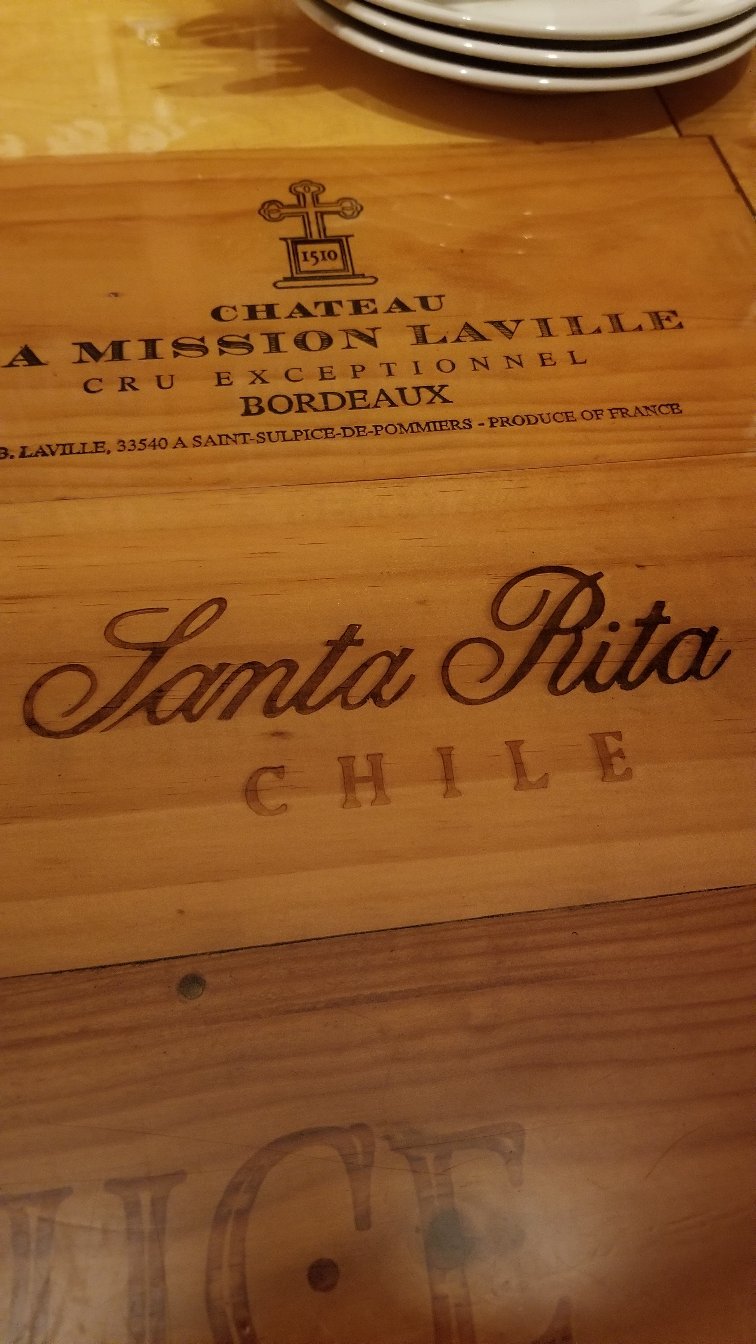 1510
CHATEAU
A MISSION LAVILLE
CRU EXCEPTIONNEL
BORDEAUX
B. LAVILLE, 33540 A SAINT-SULPICE-DE-POMMIERS - PRODUCE OF FRANCE
Santa Rita
CHILE
UCE